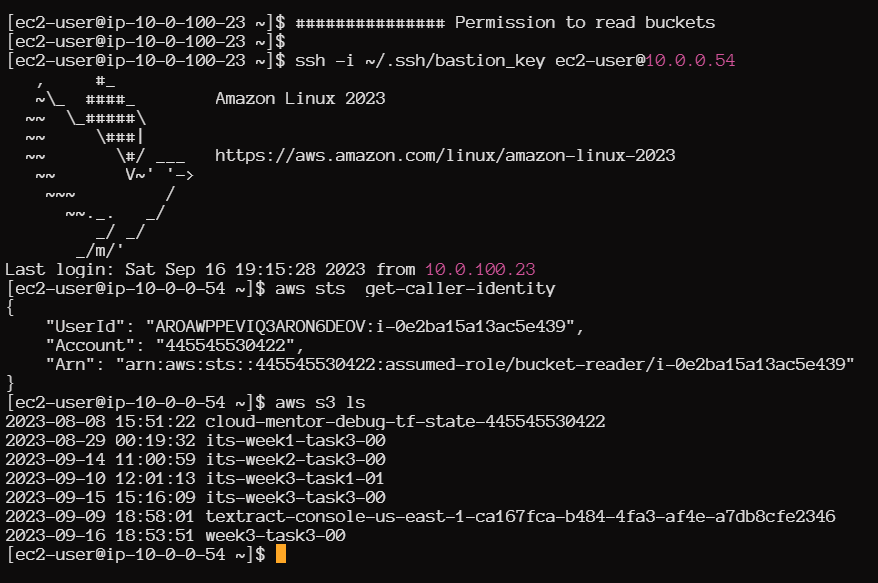 [ec2-user@ip-10-0-100-23 ~]$ ############### Permission to read buckets
[ec2-user@ip-10-0-100-23 ~]$
[ec2-user@ip-10-0-100-23 ~]$ ssh -i ~/.ssh/bastion_key ec2-user@10.0.0.54
   ,     #_
   ~\_  ####_        Amazon Linux 2023
  ~~  \_#####\
  ~~     \###|
  ~~       \#/ ___   https://aws.amazon.com/linux/amazon-linux-2023
   ~~       V~' '->
    ~~~         /
      ~~._.   _/
         _/ _/
       _/m/'
Last login: Sat Sep 16 19:15:28 2023 from 10.0.100.23
[ec2-user@ip-10-0-0-54 ~]$ aws sts  get-caller-identity
{
    "UserId": "AROAWPPEVIQ3ARON6DEOV:i-0e2ba15a13ac5e439",
    "Account": "445545530422",
    "Arn": "arn:aws:sts::445545530422:assumed-role/bucket-reader/i-0e2ba15a13ac5e439"
}
[ec2-user@ip-10-0-0-54 ~]$ aws s3 ls
2023-08-08 15:51:22 cloud-mentor-debug-tf-state-445545530422
2023-08-29 00:19:32 its-week1-task3-00
2023-09-14 11:00:59 its-week2-task3-00
2023-09-10 12:01:13 its-week3-task1-01
2023-09-15 15:16:09 its-week3-task3-00
2023-09-09 18:58:01 textract-console-us-east-1-ca167fca-b484-4fa3-af4e-a7db8cfe2346
2023-09-16 18:53:51 week3-task3-00
[ec2-user@ip-10-0-0-54 ~]$